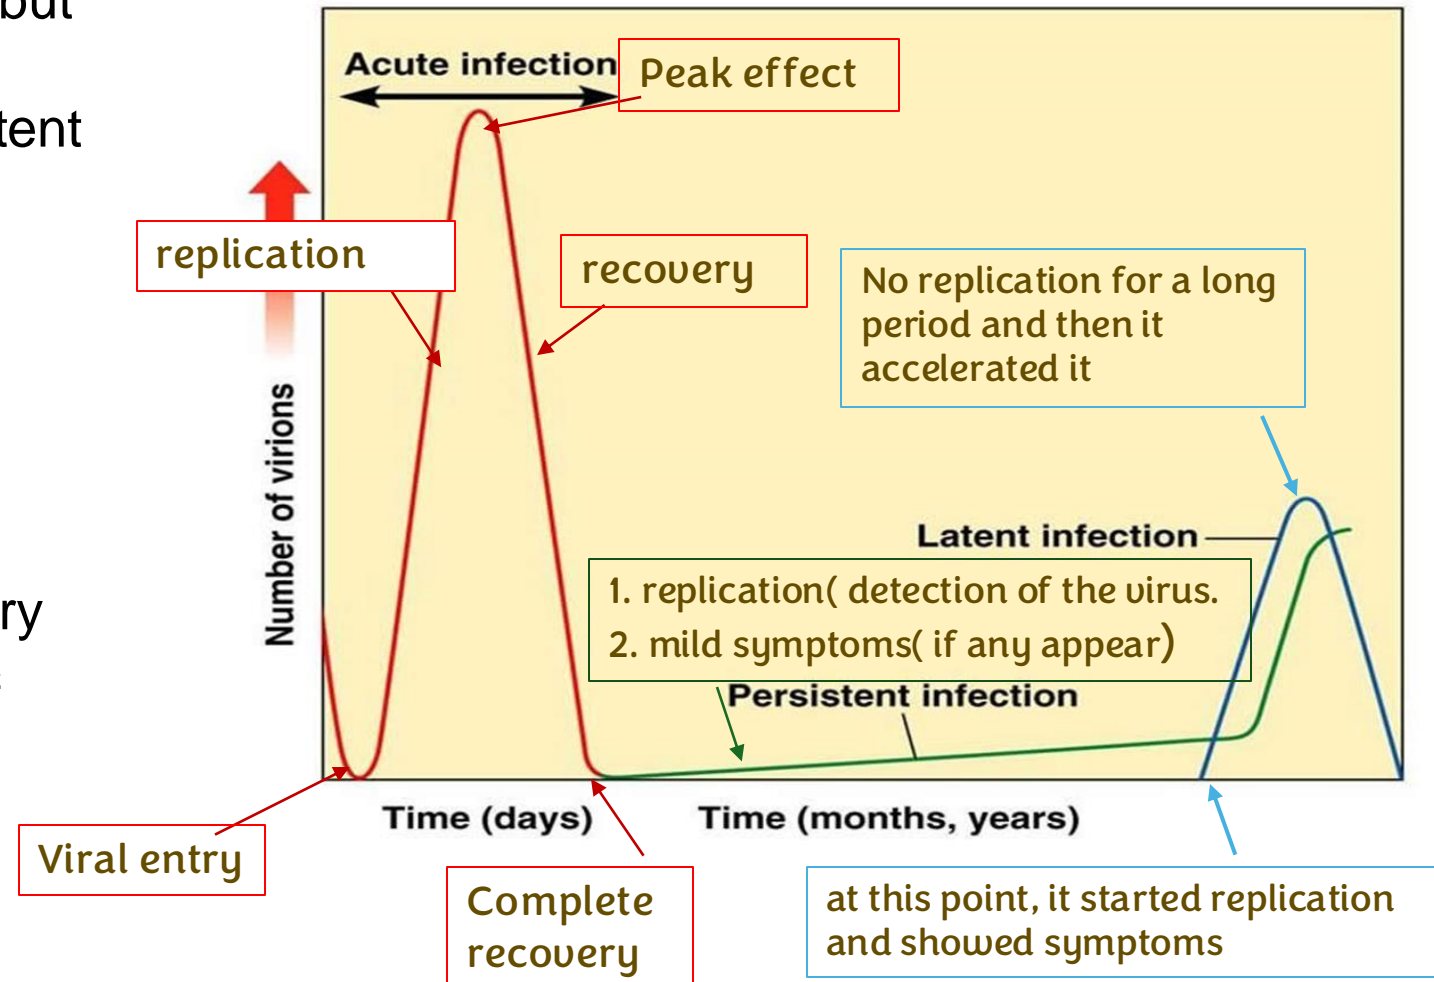 but
tent
ry
Acute infection
Peak effect
replication
recovery
No replication for a long
period and then it
accelerated it
Number of virions
Latent infection
1. replication( detection of the virus.
2. mild symptoms( if any appear)
Persistent infection
Time (days)
Time (months, years)
Viral entry
Complete
recovery
at this point, it started replication
and showed symptoms